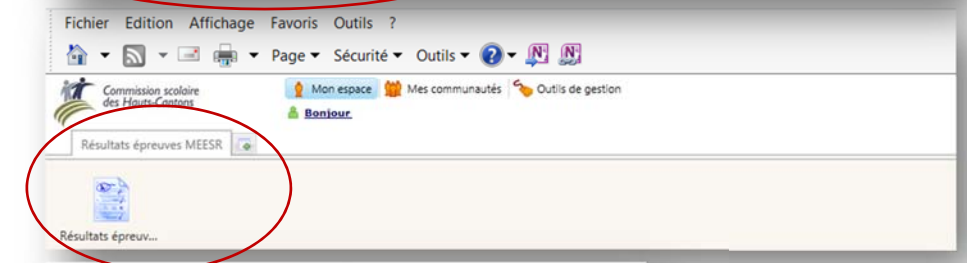 Fichier Edition Affichage Favoris Outils ?
Page Sécurité Outils ?
Commission scolaire des Hauts-Cantons
Mon espace Mes communautés Outils de gestion
Bonjour
Résultats épreuves MEESR
Résultats épreuv...